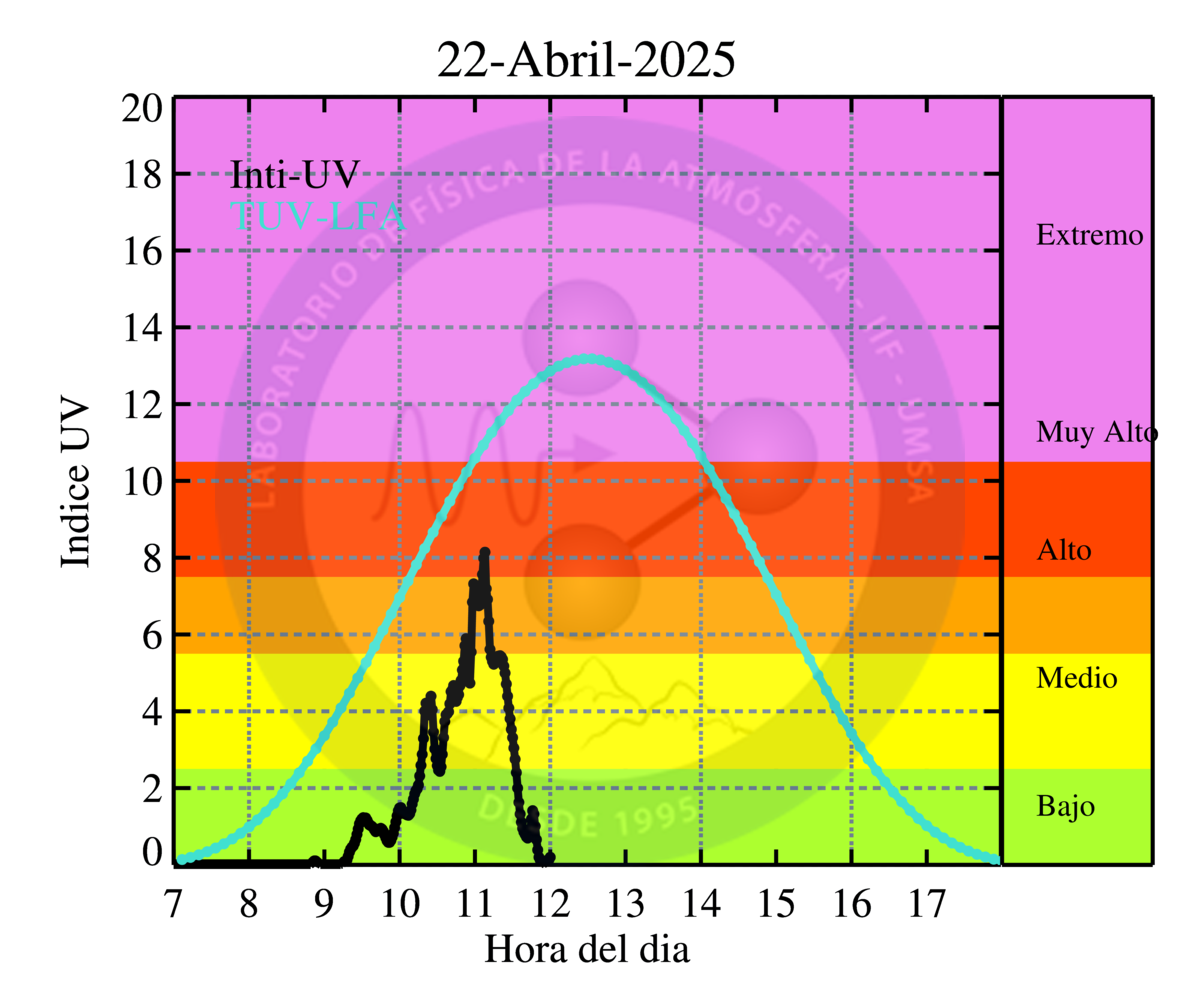 22-Abril-2025
20
18
16
14
12
10
8
6
4
2
0
Indice UV
Inti-UV
TUV-LFA
LABORATORIO DE FÍSICA DE LA ATMÓSFERA - IIF - UMSA
DESDE 1995
Extremo
Muy Alto
Alto
Medio
Bajo
7 8 9 10 11 12 13 14 15 16 17
Hora del dia